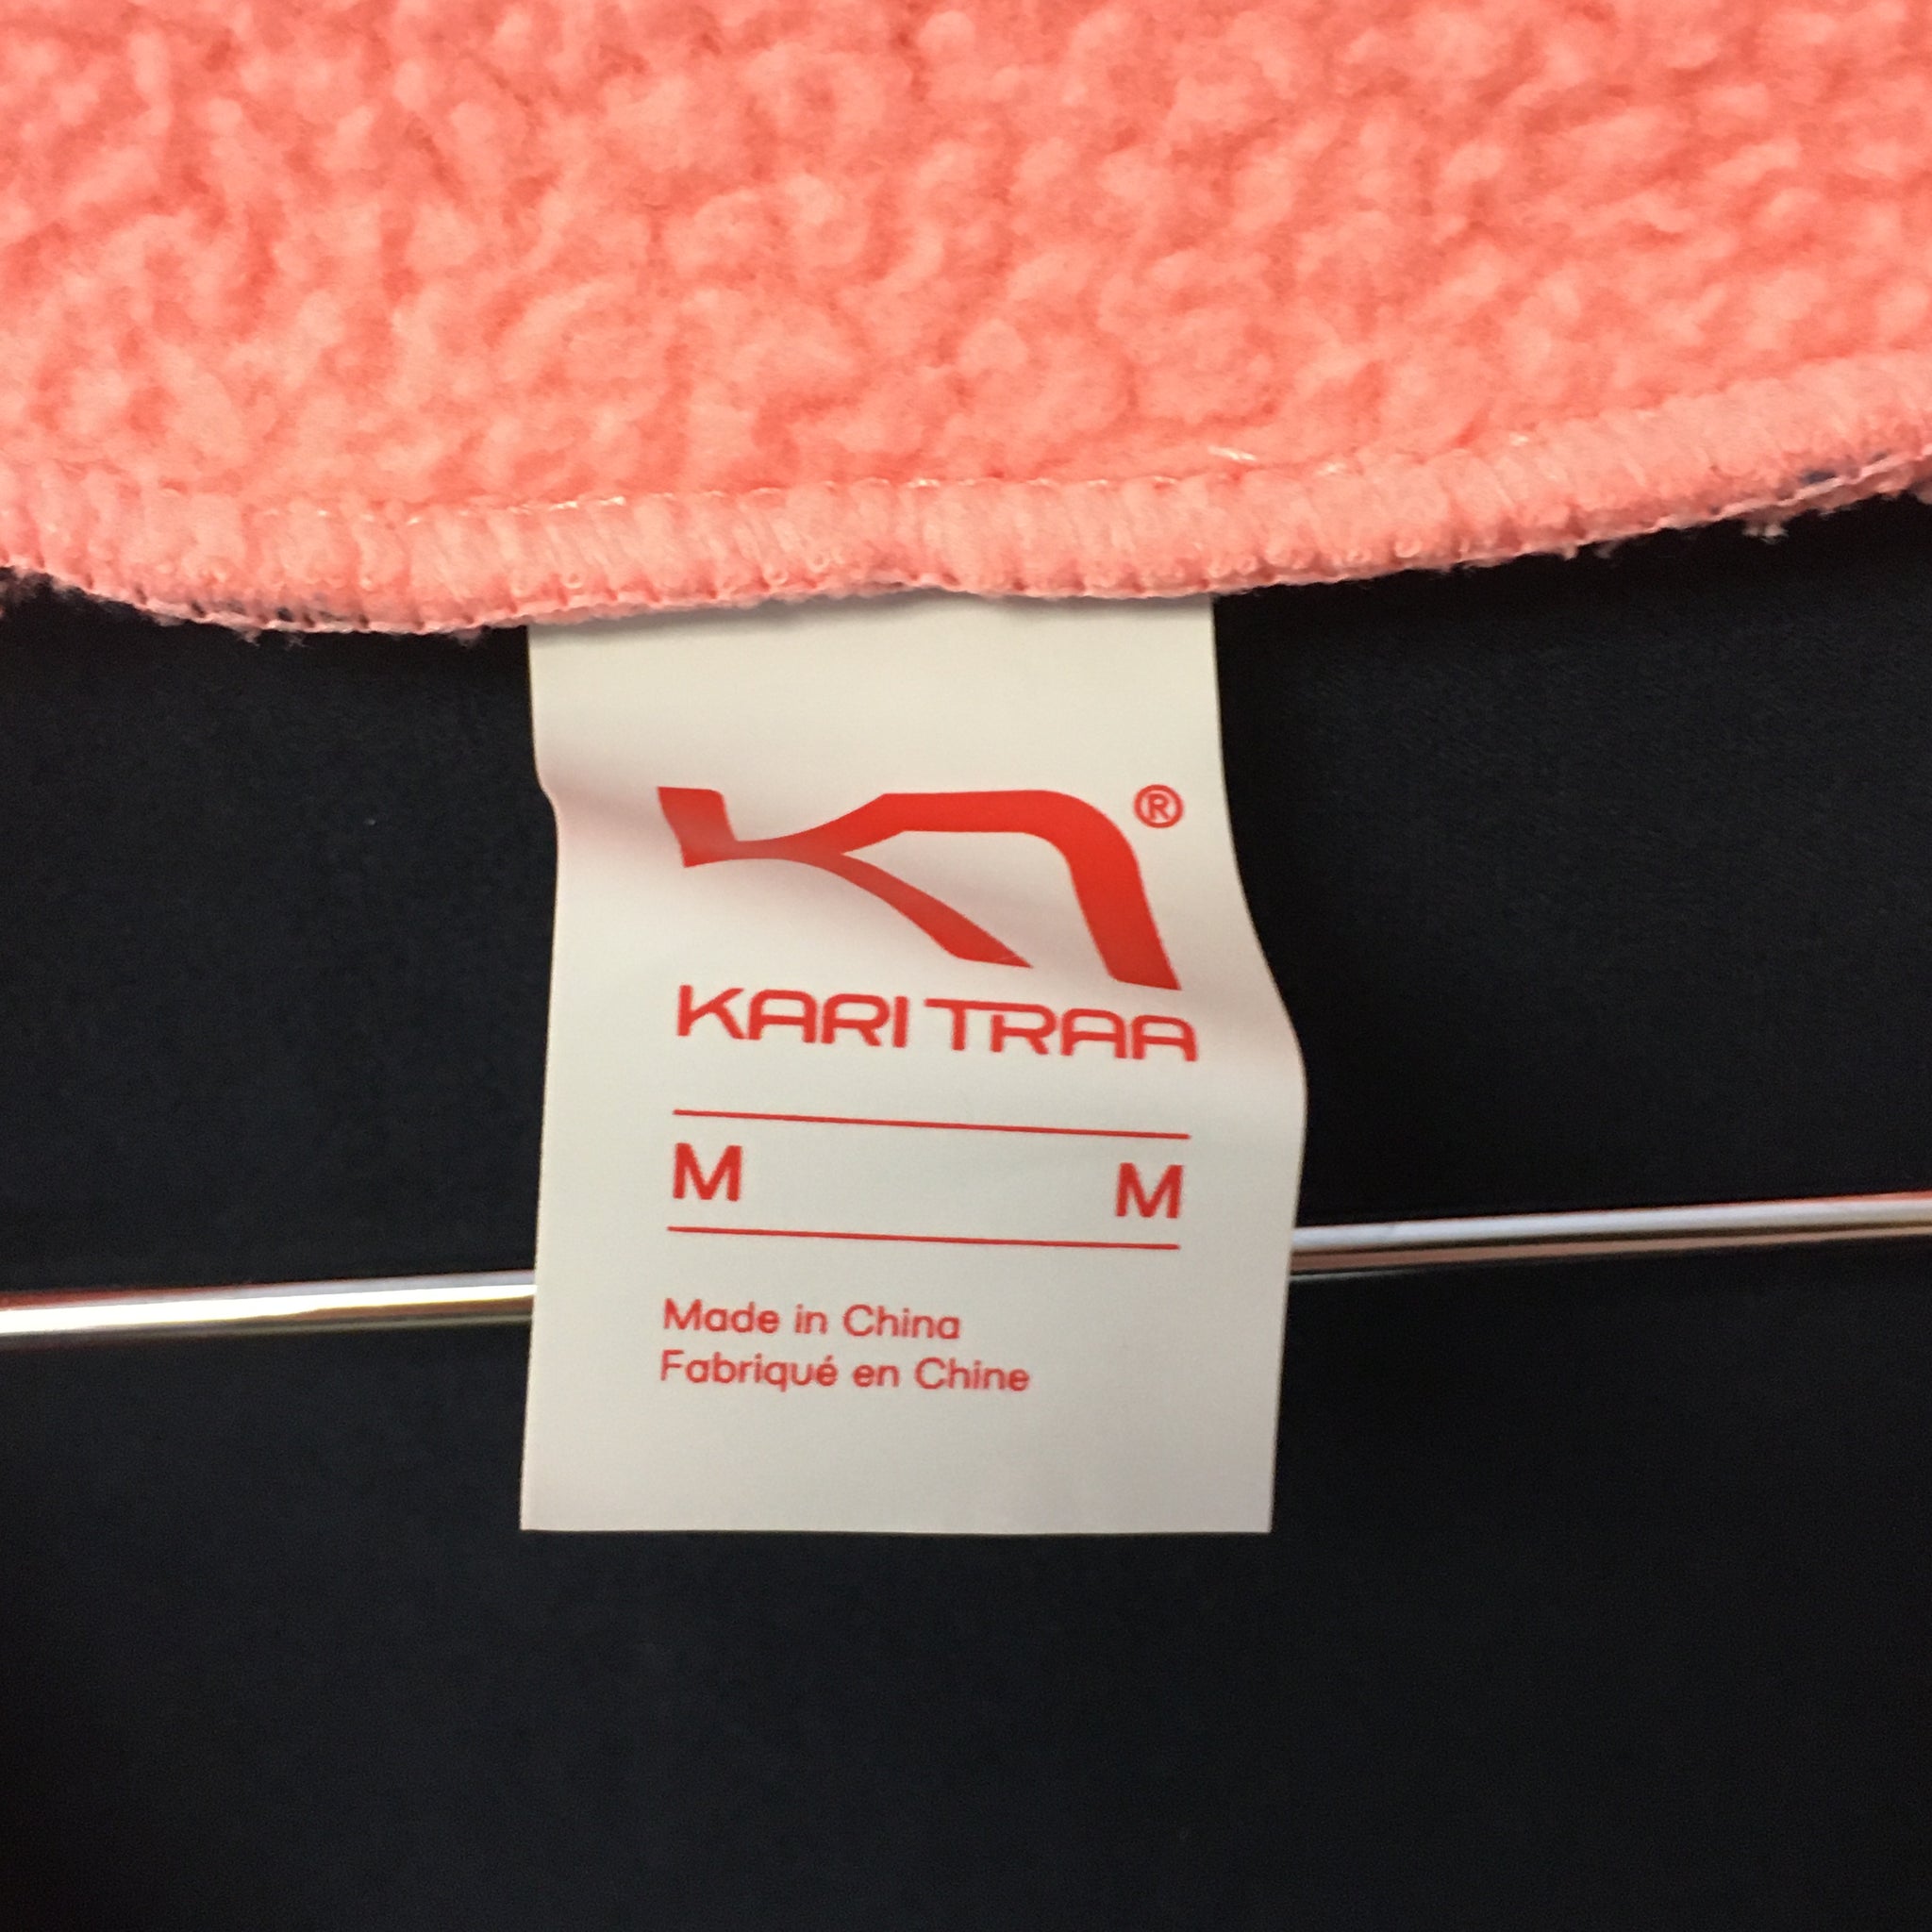 ®
KARI TRAA
M M
Made in China
Fabriqué en Chine